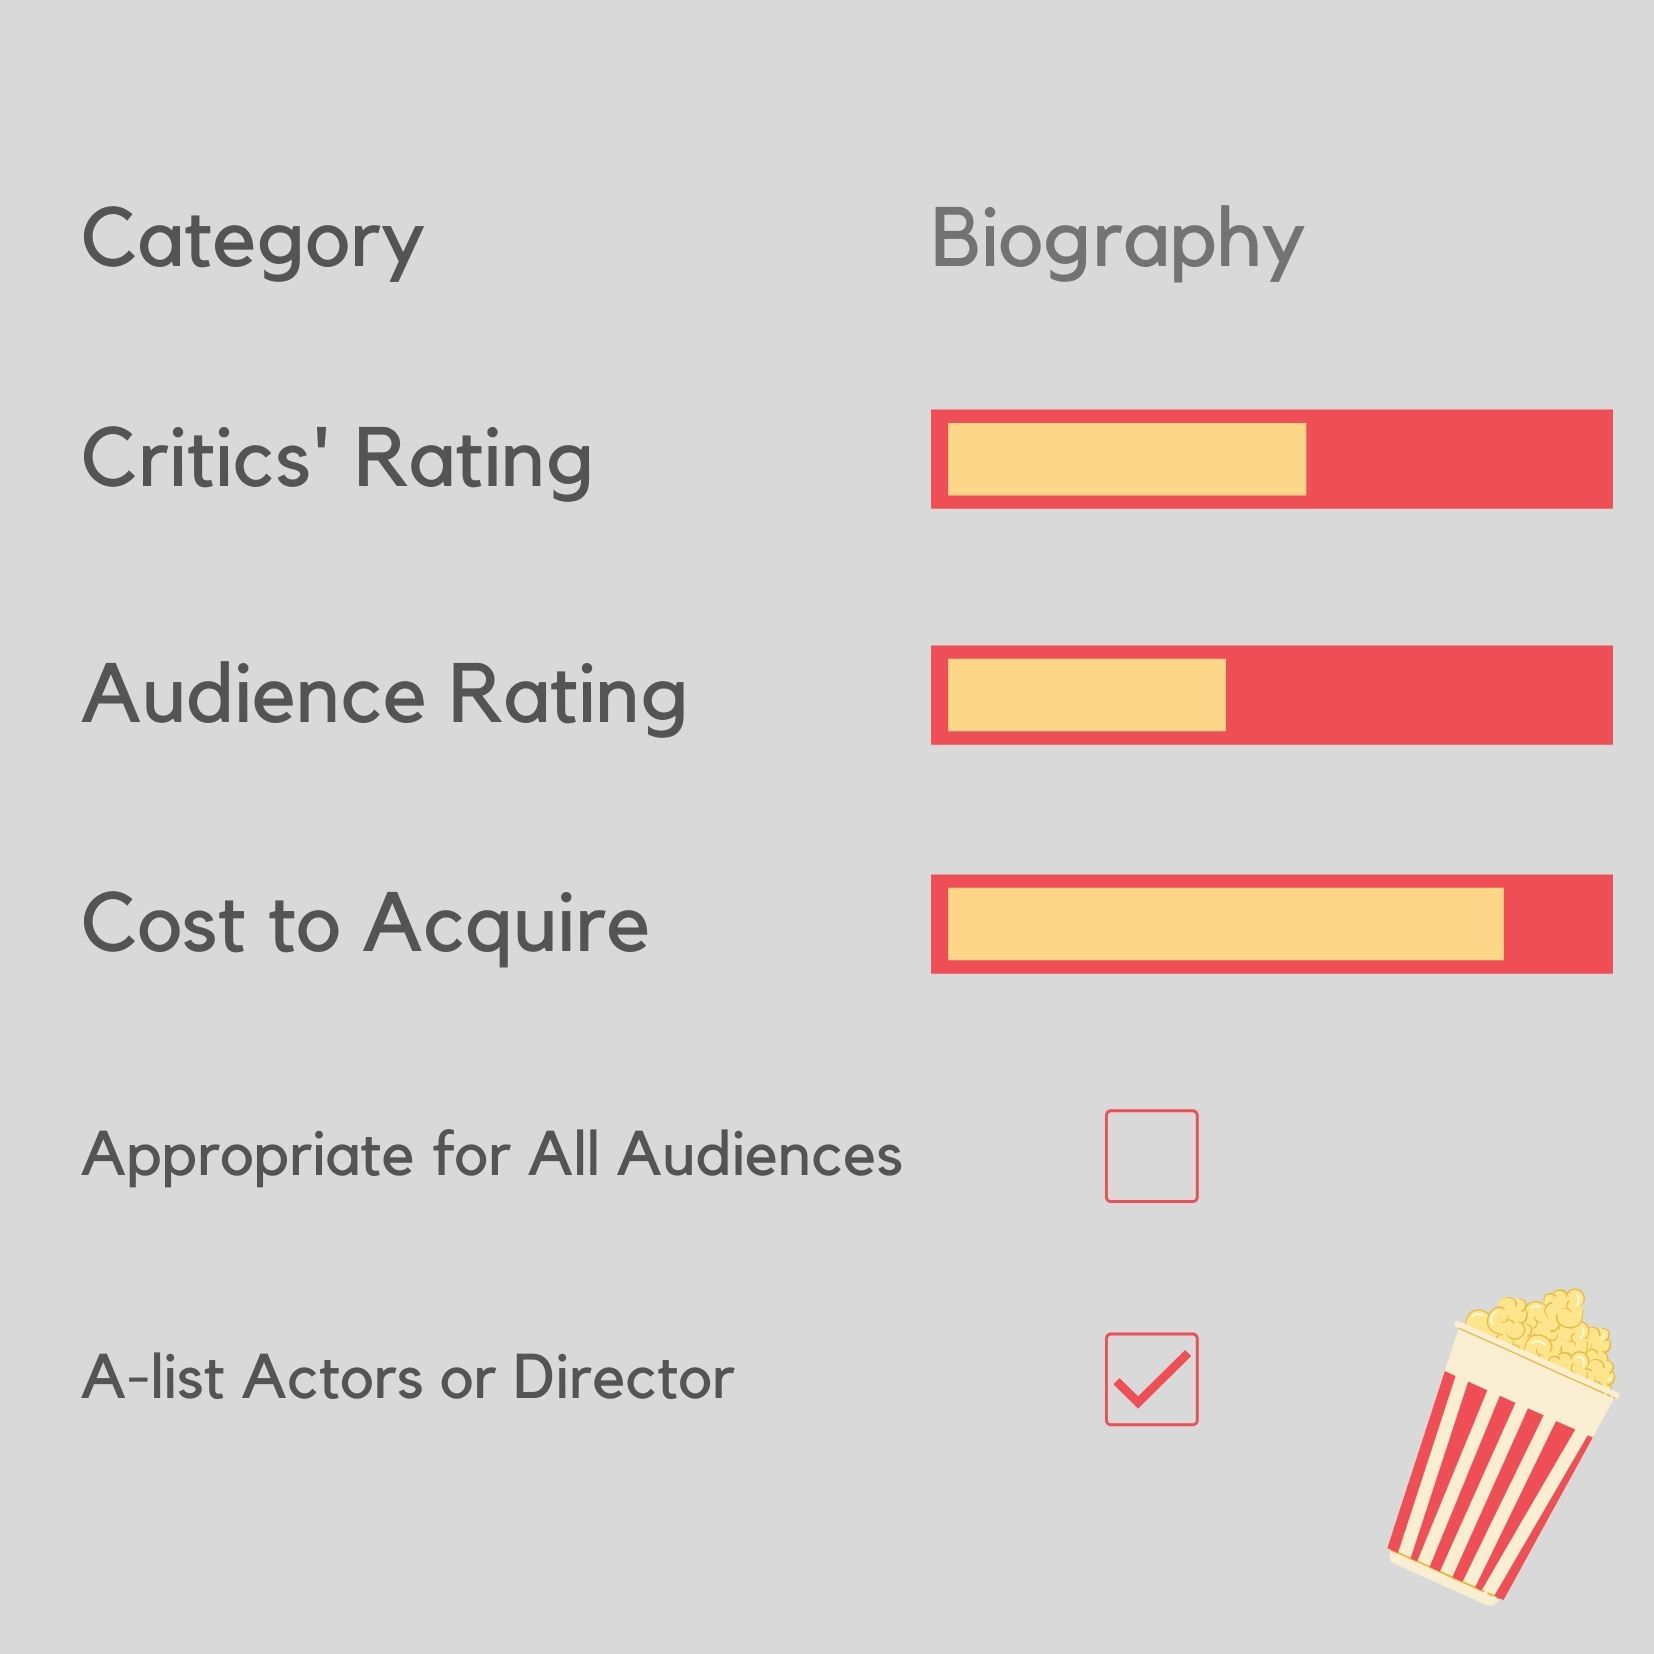 Category Biography
Critics' Rating
Audience Rating
Cost to Acquire
Appropriate for All Audiences
A-list Actors or Director